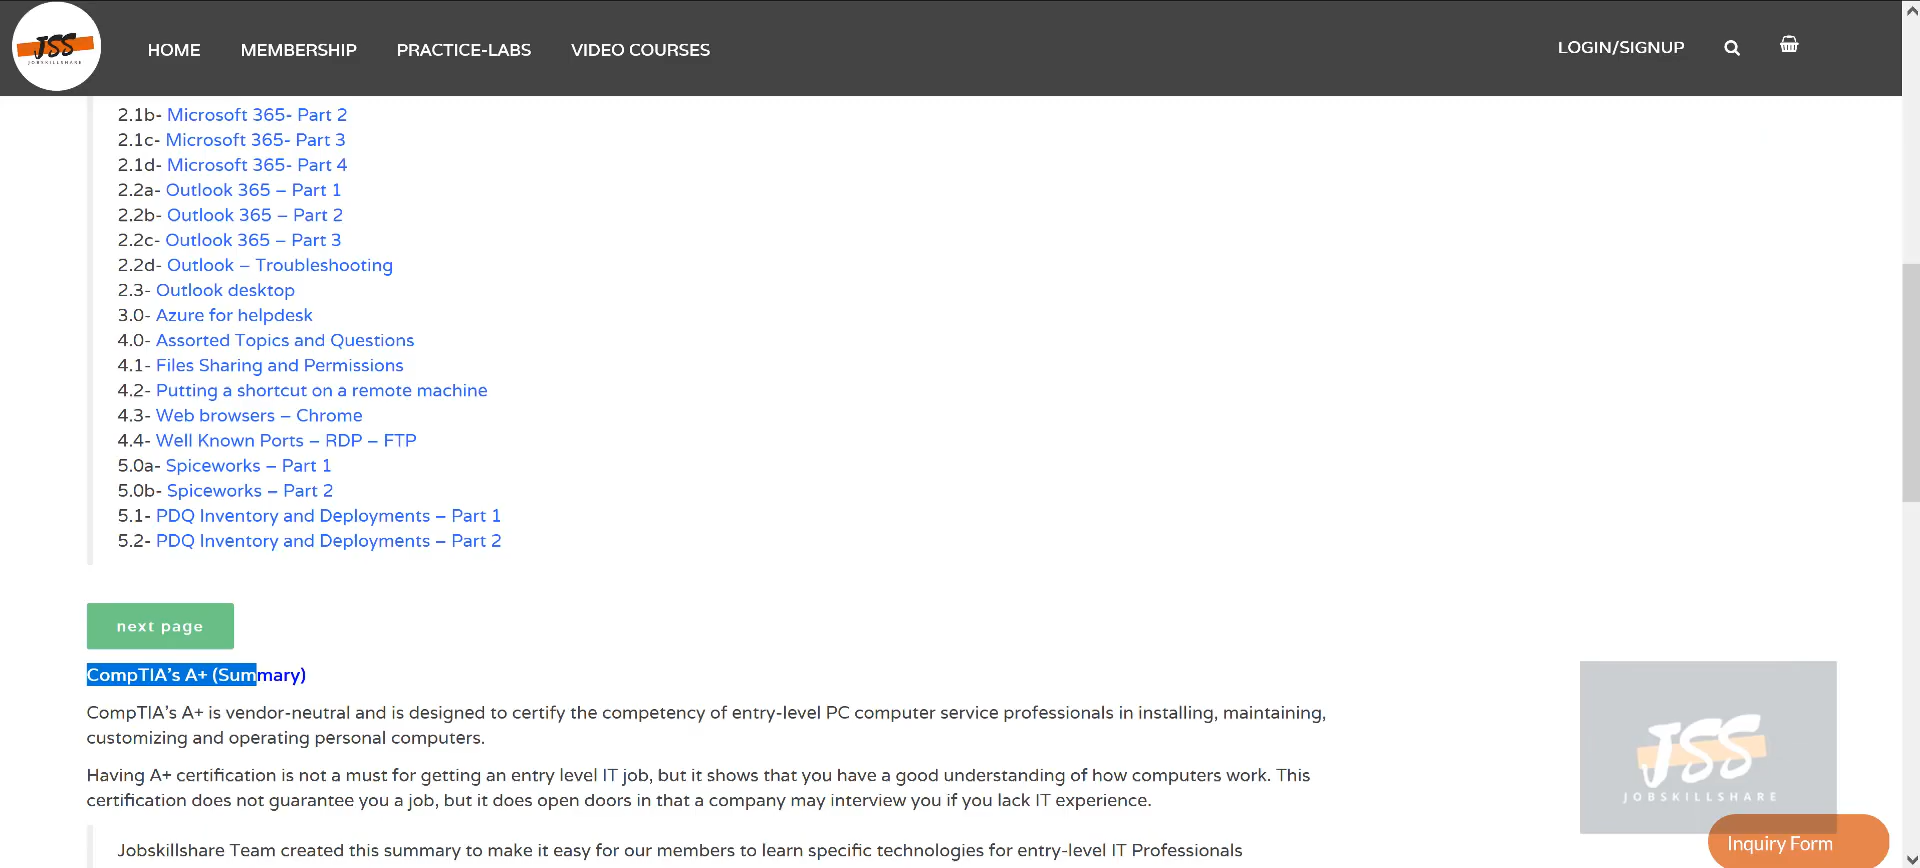 JSS
JOBSKILLSHARE
HOME MEMBERSHIP PRACTICE-LABS VIDEO COURSES LOGIN/SIGNUP
2.1b- Microsoft 365- Part 2
2.1c- Microsoft 365- Part 3
2.1d- Microsoft 365- Part 4
2.2a- Outlook 365 – Part 1
2.2b- Outlook 365 – Part 2
2.2c- Outlook 365 – Part 3
2.2d- Outlook – Troubleshooting
2.3- Outlook desktop
3.0- Azure for helpdesk
4.0- Assorted Topics and Questions
4.1- Files Sharing and Permissions
4.2- Putting a shortcut on a remote machine
4.3- Web browsers – Chrome
4.4- Well Known Ports – RDP – FTP
5.0a- Spiceworks – Part 1
5.0b- Spiceworks – Part 2
5.1- PDQ Inventory and Deployments – Part 1
5.2- PDQ Inventory and Deployments – Part 2
next page
CompTIA’s A+ (Summary)
CompTIA’s A+ is vendor-neutral and is designed to certify the competency of entry-level PC computer service professionals in installing, maintaining,
customizing and operating personal computers.
Having A+ certification is not a must for getting an entry level IT job, but it shows that you have a good understanding of how computers work. This
certification does not guarantee you a job, but it does open doors in that a company may interview you if you lack IT experience.
Jobskillshare Team created this summary to make it easy for our members to learn specific technologies for entry-level IT Professionals
JSS
JOBSKILLSHARE
Inquiry Form